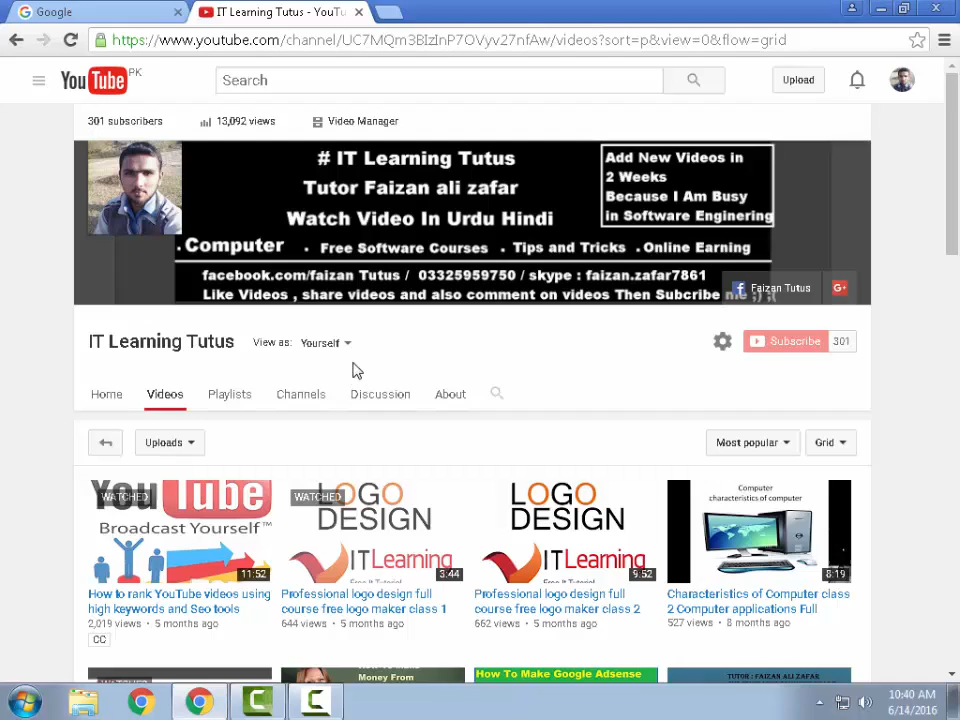 Google
IT Learning Tutus - YouTu
https://www.youtube.com/channel/UC7MQm3BIzInP7OVyv27nfAw/videos?sort=p&view=0&flow=grid
YouTube PK
Search
Upload
301 subscribers
13,092 views
Video Manager
# IT Learning Tutus
Tutor Faizan ali zafar
Watch Video In Urdu Hindi
Add New Videos in
2 Weeks
Because I Am Busy
in Software Enginering
.Computer . Free Software Courses . Tips and Tricks .Online Earning
facebook.com/faizan Tutus / 03325959750 / skype : faizan.zafar7861
Like Videos , share videos and also comment on videos Then Subcribe me ;) ;(
Faizan Tutus
G+
IT Learning Tutus
View as: Yourself
Subscribe 301
Home Videos Playlists Channels Discussion About
Uploads
Most popular
Grid
WATCHED
YouTube
Broadcast Yourself™
11:52
WATCHED
LOGO
DESIGN
ITLearning
3:44
LOGO
DESIGN
ITLearning
9:52
Computer
characteristics of computer
8:19
How to rank YouTube videos using
high keywords and Seo tools
2,019 views • 5 months ago
CC
Professional logo design full
course free logo maker class 1
644 views • 5 months ago
Professional logo design full
course free logo maker class 2
662 views • 5 months ago
Characteristics of Computer class
2 Computer applications Full
527 views • 8 months ago
Money From
How To Make Google Adsense
TUTOR : FAIZAN ALI ZAFAR
10:40 AM
6/14/2016